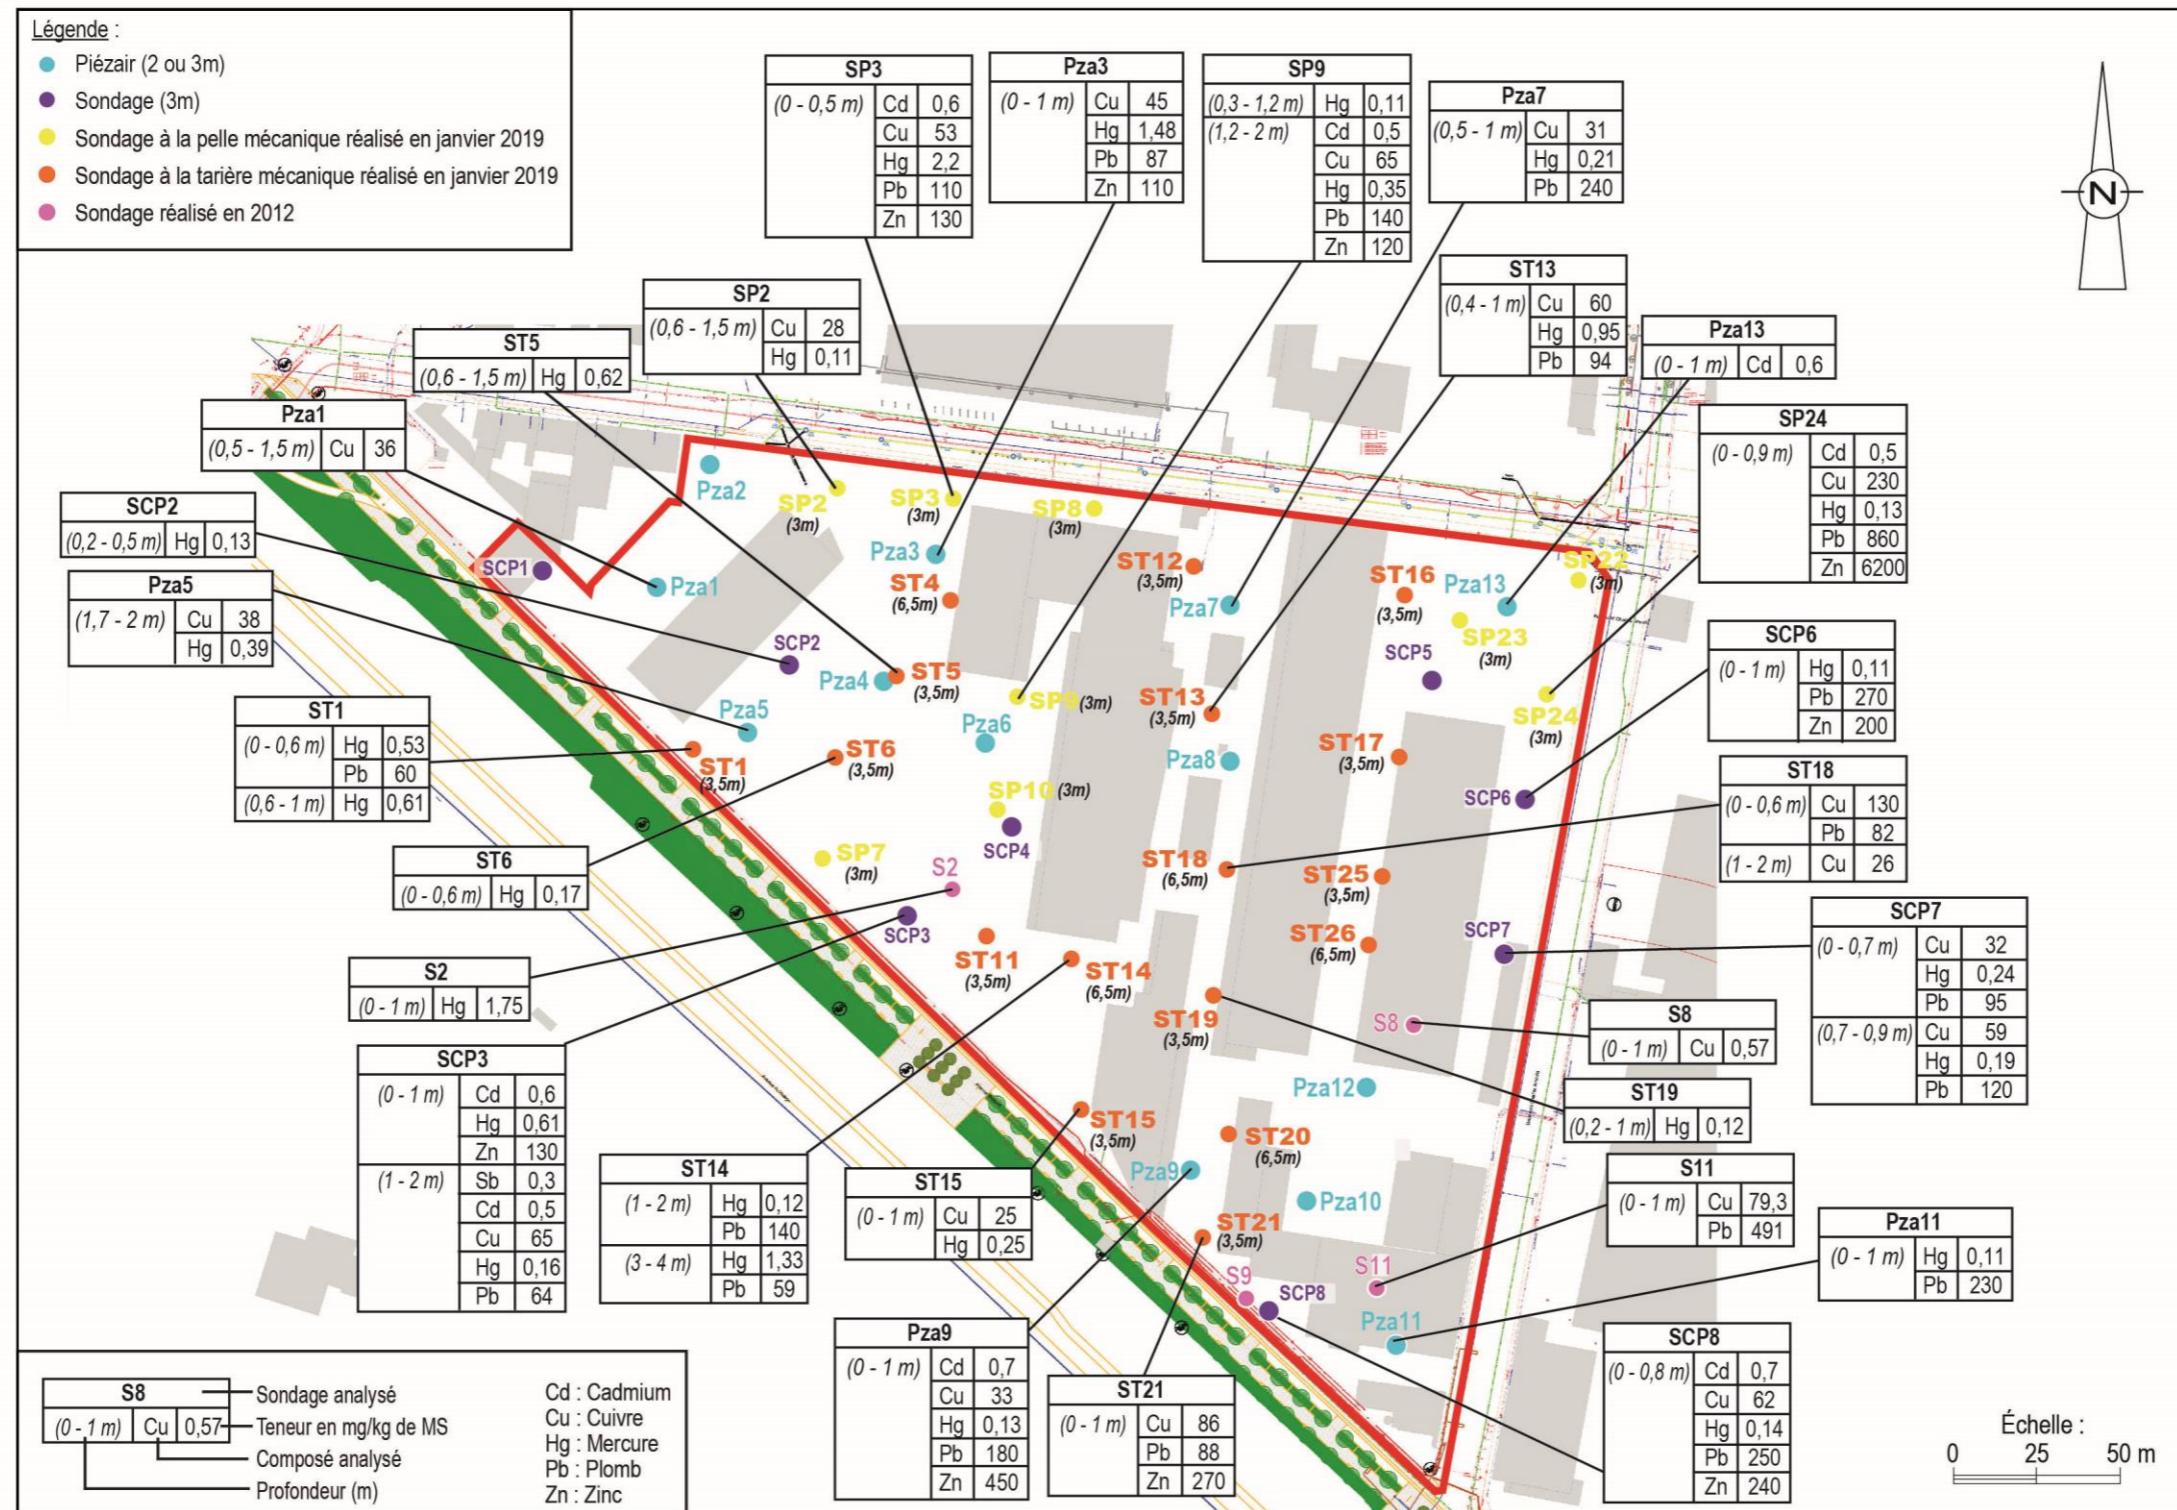 Légende :
Piézair (2 ou 3m)
Sondage (3m)
Sondage à la pelle mécanique réalisé en janvier 2019
Sondage à la tarière mécanique réalisé en janvier 2019
Sondage réalisé en 2012
N
SP3
(0 - 0,5 m) Cd 0,6
Cu 53
Hg 2,2
Pb 110
Zn 130
Pza3
(0 - 1 m) Cu 45
Hg 1,48
Pb 87
Zn 110
SP9
(0,3 - 1,2 m) Hg 0,11
(1,2 - 2 m) Cd 0,5
Cu 65
Hg 0,35
Pb 140
Zn 120
Pza7
(0,5 - 1 m) Cu 31
Hg 0,21
Pb 240
ST13
(0,4 - 1 m) Cu 60
Hg 0,95
Pb 94
SP2
(0,6 - 1,5 m) Cu 28
Hg 0,11
ST5
(0,6 - 1,5 m) Hg 0,62
Pza13
(0 - 1 m) Cd 0,6
Pza1
(0,5 - 1,5 m) Cu 36
SP24
(0 - 0,9 m) Cd 0,5
Cu 230
Hg 0,13
Pb 860
Zn 6200
SCP2
(0,2 - 0,5 m) Hg 0,13
Pza5
(1,7 - 2 m) Cu 38
Hg 0,39
SCP6
(0 - 1 m) Hg 0,11
Pb 270
Zn 200
ST1
(0 - 0,6 m) Hg 0,53
Pb 60
(0,6 - 1 m) Hg 0,61
ST18
(0 - 0,6 m) Cu 130
Pb 82
(1 - 2 m) Cu 26
ST6
(0 - 0,6 m) Hg 0,17
SCP7
(0 - 0,7 m) Cu 32
Hg 0,24
Pb 95
(0,7 - 0,9 m) Cu 59
Hg 0,19
Pb 120
S2
(0 - 1 m) Hg 1,75
S8
(0 - 1 m) Cu 0,57
SCP3
(0 - 1 m) Cd 0,6
Hg 0,61
Zn 130
(1 - 2 m) Sb 0,3
Cd 0,5
Cu 65
Hg 0,16
Pb 64
ST19
(0,2 - 1 m) Hg 0,12
ST14
(1 - 2 m) Hg 0,12
Pb 140
(3 - 4 m) Hg 1,33
Pb 59
ST15
(0 - 1 m) Cu 25
Hg 0,25
S11
(0 - 1 m) Cu 79,3
Pb 491
Pza11
(0 - 1 m) Hg 0,11
Pb 230
Pza9
(0 - 1 m) Cd 0,7
Cu 33
Hg 0,13
Pb 180
Zn 450
ST21
(0 - 1 m) Cu 86
Pb 88
Zn 270
SCP8
(0 - 0,8 m) Cd 0,7
Cu 62
Hg 0,14
Pb 250
Zn 240
Pza2
SP2
(3m)
SP3
(3m)
SP8
(3m)
Pza3
SCP1
Pza1
ST4
(6,5m)
ST12
(3,5m)
Pza7
ST16
(3,5m)
Pza13
SP22
(3m)
SP23
(3m)
SCP2
Pza4
ST5
(3,5m)
SCP5
SP9 (3m)
ST13
(3,5m)
SP24
(3m)
Pza5
Pza6
ST1
(3,5m)
ST6
(3,5m)
Pza8
ST17
(3,5m)
SP10 (3m)
SCP6
SCP4
SP7
(3m)
S2
ST18
(6,5m)
ST25
(3,5m)
SCP3
ST11
(3,5m)
ST14
(6,5m)
ST26
(6,5m)
SCP7
ST19
(3,5m)
S8
Pza12
ST15
(3,5m)
ST20
(6,5m)
Pza9
Pza10
ST21
(3,5m)
S9
SCP8
S11
Pza11
S8
(0 - 1 m) Cu 0,57
Sondage analysé
Teneur en mg/kg de MS
Composé analysé
Profondeur (m)
Cd : Cadmium
Cu : Cuivre
Hg : Mercure
Pb : Plomb
Zn : Zinc
Échelle :
0 25 50 m